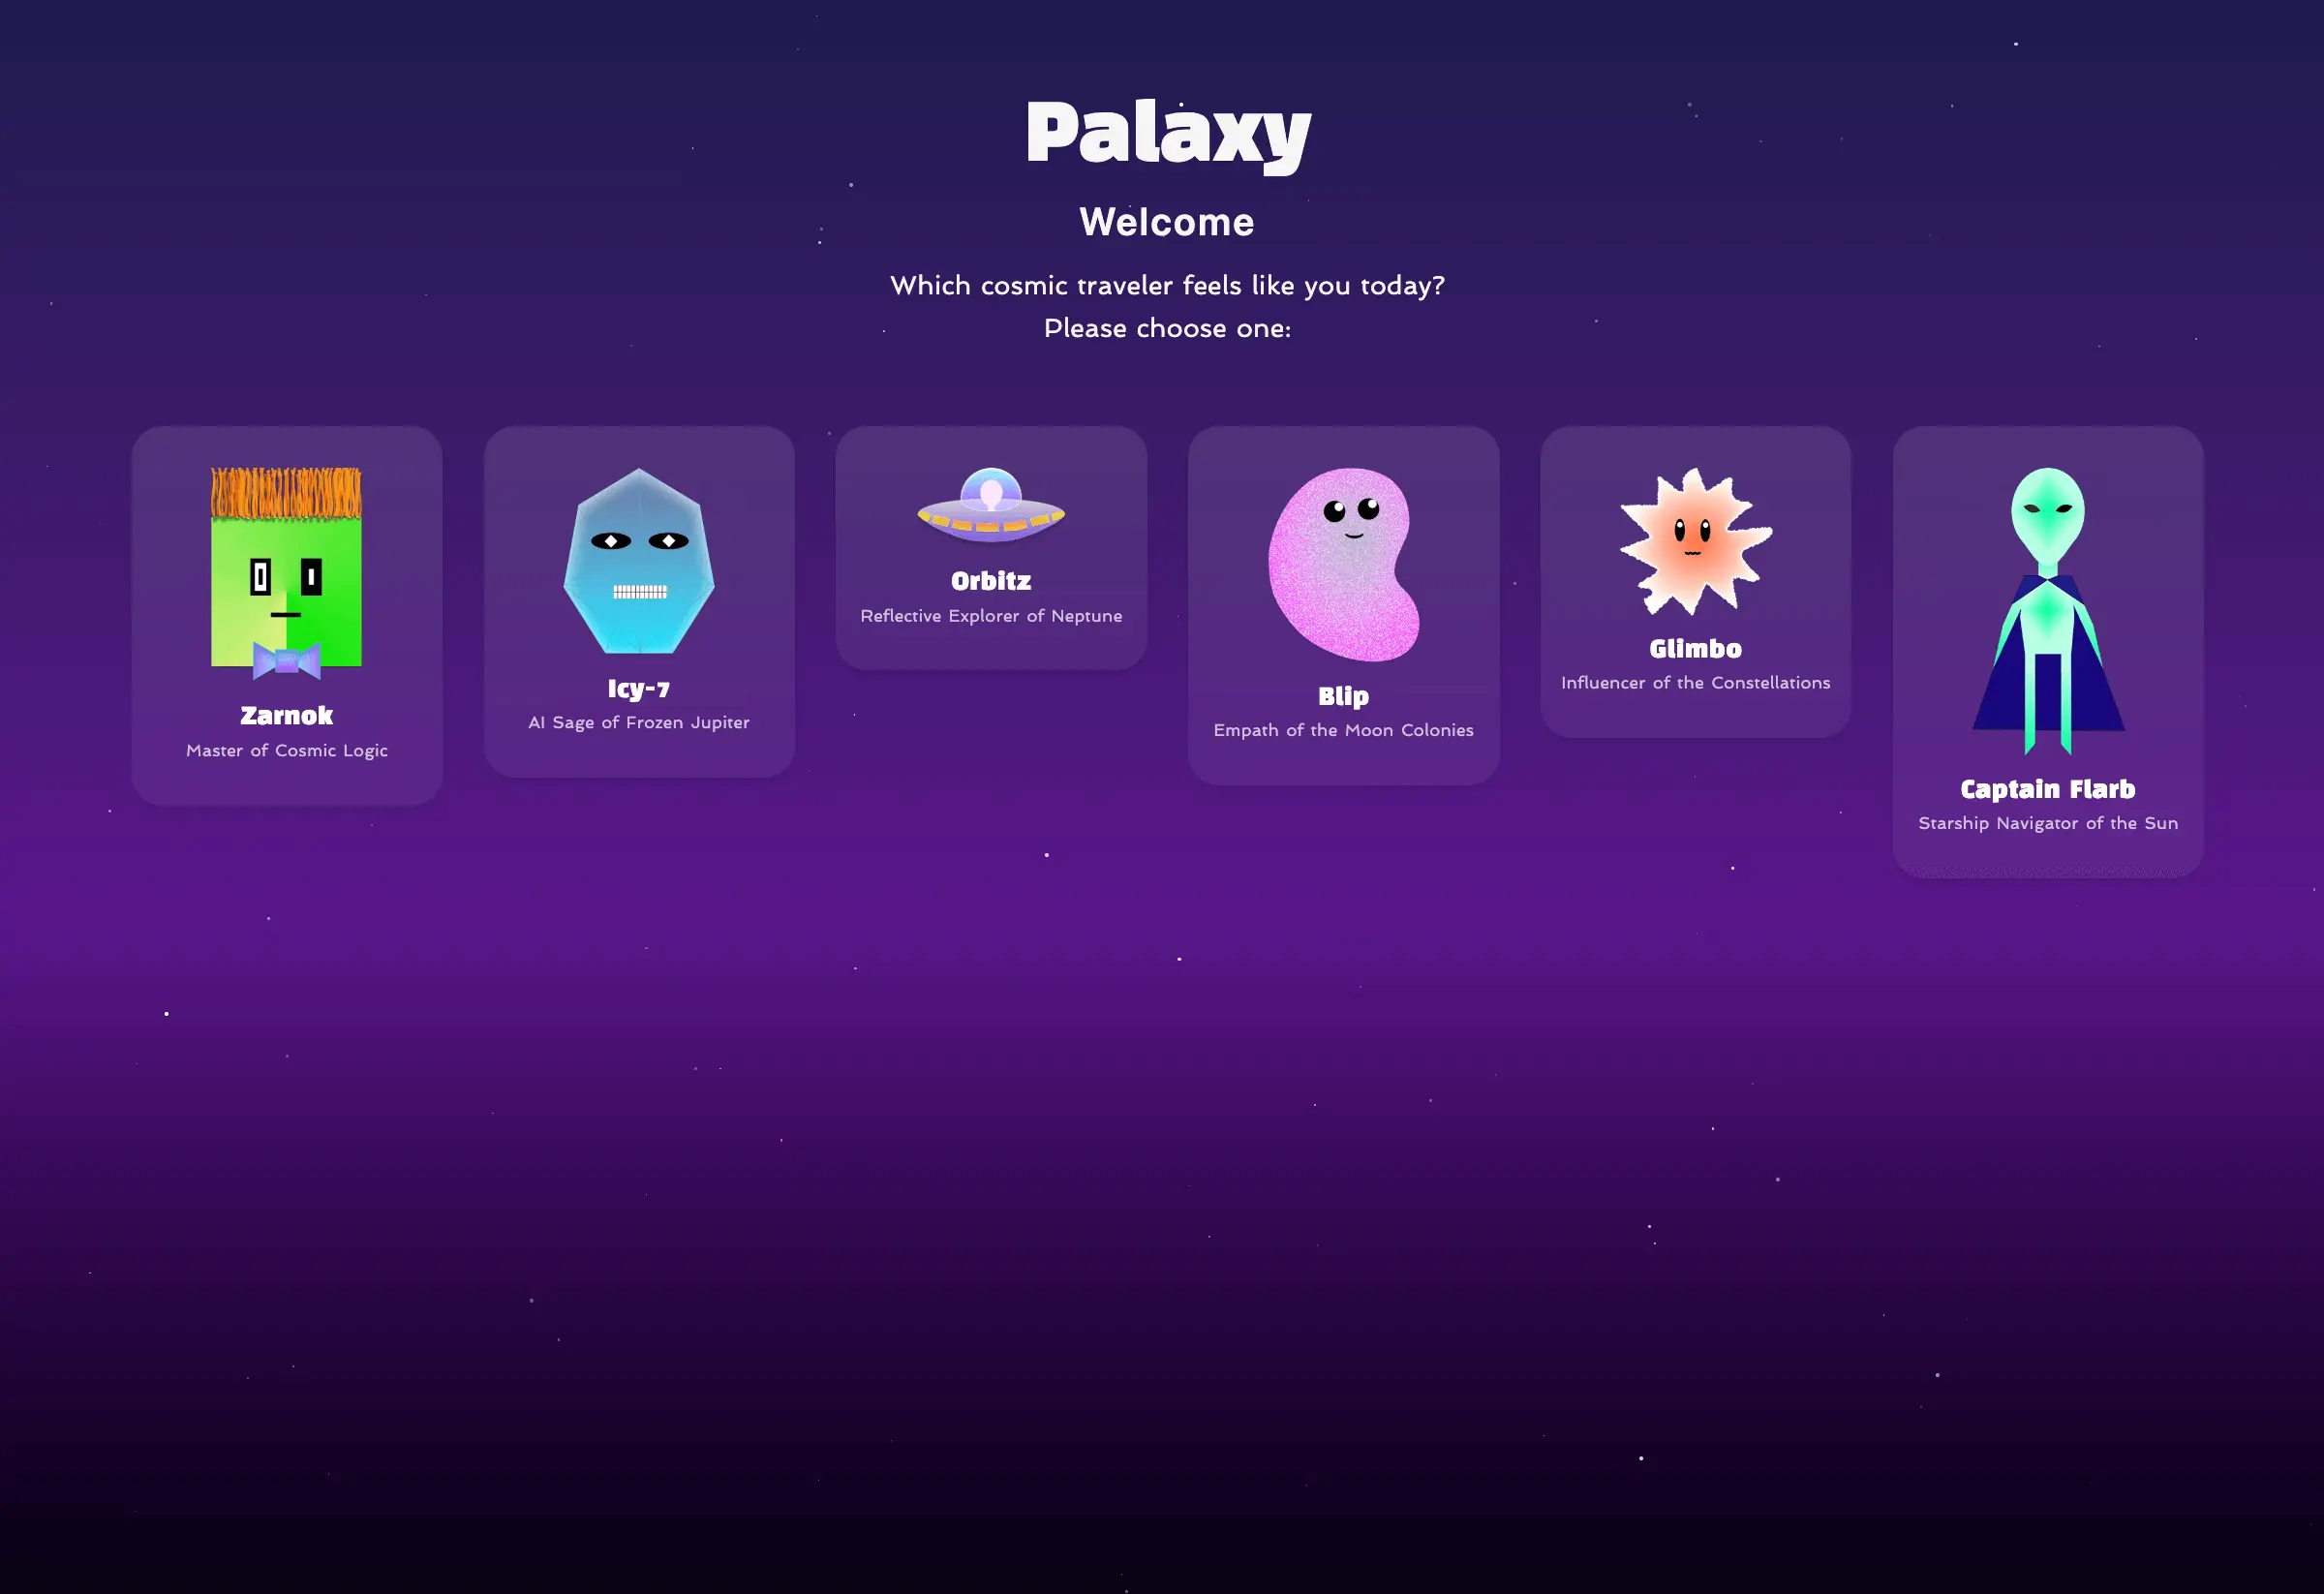 Palaxy
Welcome
Which cosmic traveler feels like you today?
Please choose one:
Zarnok
Master of Cosmic Logic
Icy-7
AI Sage of Frozen Jupiter
Orbitz
Reflective Explorer of Neptune
Blip
Empath of the Moon Colonies
Glimbo
Influencer of the Constellations
Captain Flarb
Starship Navigator of the Sun